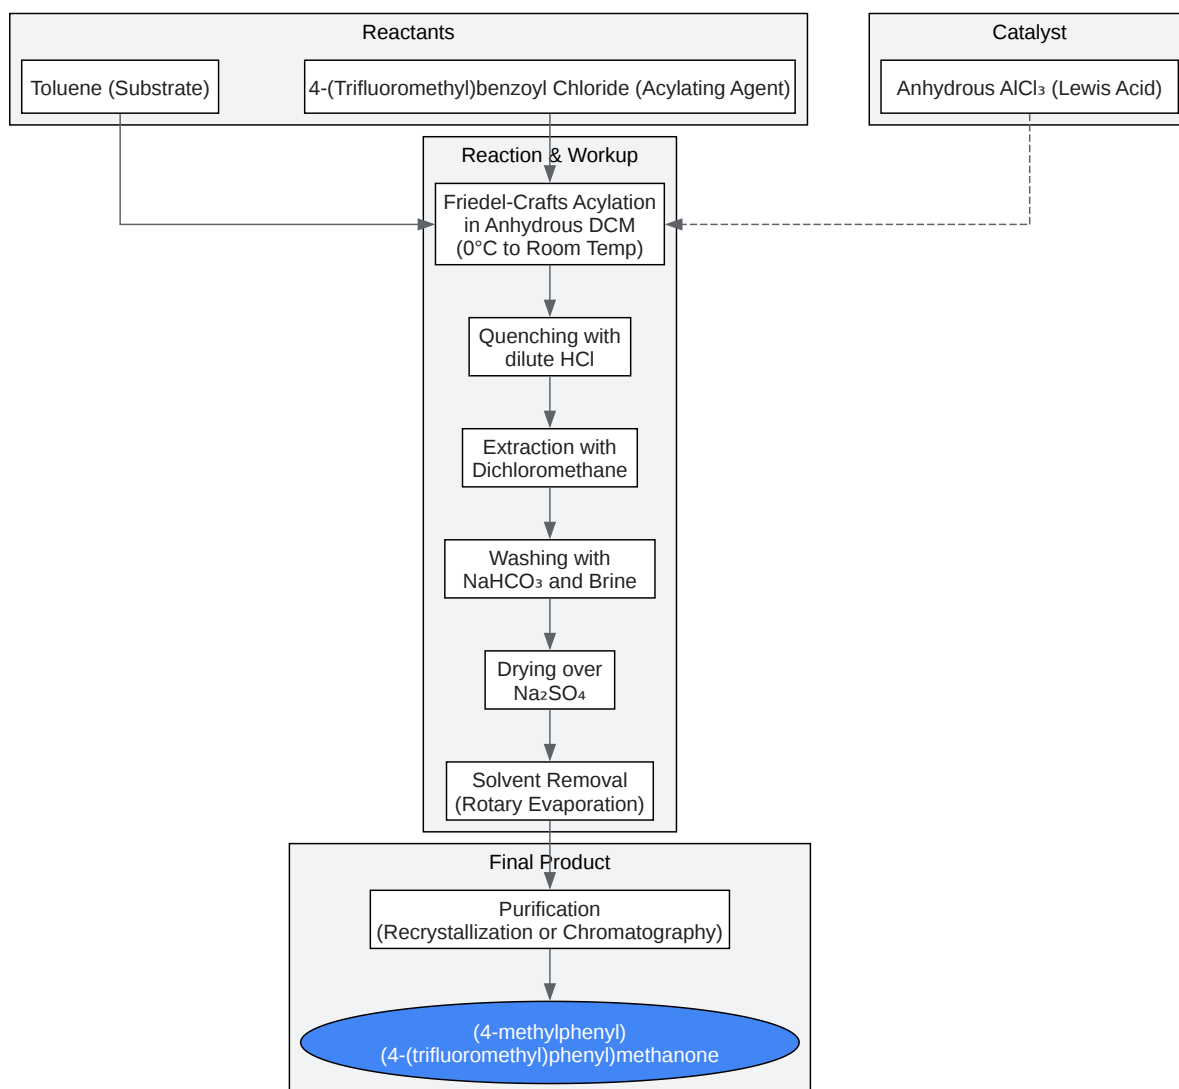 Reactants
Catalyst
Toluene (Substrate)
4-(Trifluoromethyl)benzoyl Chloride (Acylating Agent)
Anhydrous AlCl₃ (Lewis Acid)
Reaction & Workup
Friedel-Crafts Acylation
in Anhydrous DCM
(0°C to Room Temp)
Quenching with
dilute HCl
Extraction with
Dichloromethane
Washing with
NaHCO₃ and Brine
Drying over
Na₂SO₄
Solvent Removal
(Rotary Evaporation)
Final Product
Purification
(Recrystallization or Chromatography)
(4-methylphenyl)
(4-(trifluoromethyl)phenyl)methanone